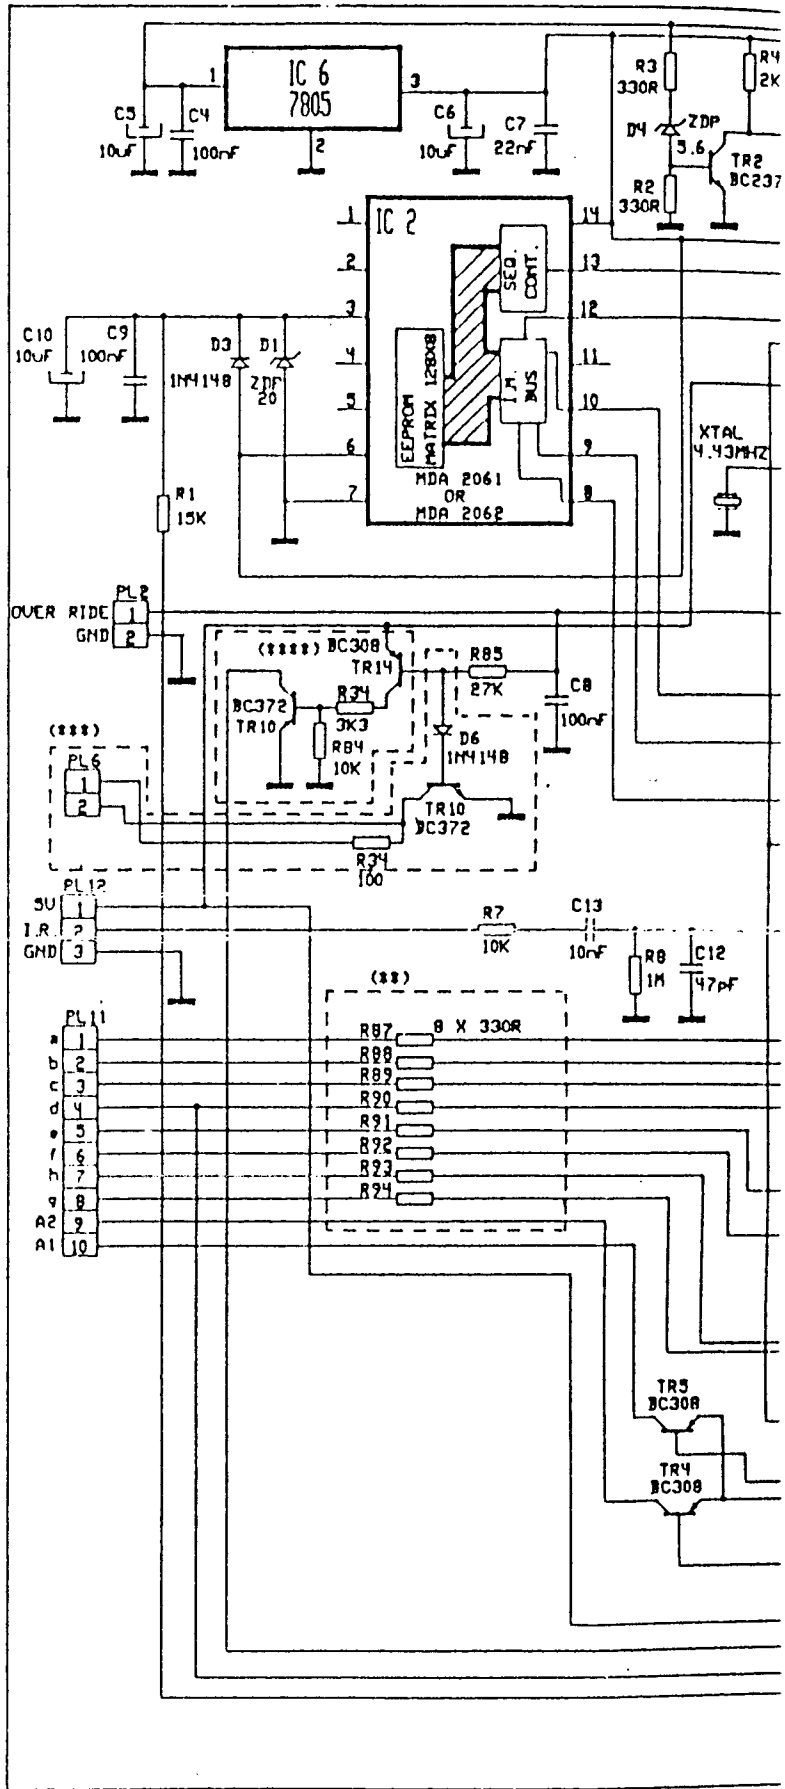 IC 6
7805
1
3
2
C5
10uF
C4
100nF
C6
10uF
C7
22nF
R3
330R
R4
2K
D4
ZDP
5.6
TR2
BC237
R2
330R
IC 2
1
2
3
4
5
6
7
14
13
12
11
10
9
8
SEQ.
CONT.
I.M.
BUS
EEPROM
MATRIX 128X8
MDA 2061
OR
MDA 2062
C10
10uF
C9
100nF
D3
1N4148
D1
ZDP
20
XTAL
4.43MHZ
R1
15K
PL2
OVER RIDE 1
GND 2
(****)
BC308
TR14
R85
27K
C8
100nF
BC372
TR10
R34
3K3
R84
10K
D6
1N4148
(***)
PL6
1
2
TR10
BC372
R34
100
PL12
5V 1
I.R. 2
GND 3
R7
10K
C13
10nF
R8
1M
C12
47pF
(**)
PL11
8 X 330R
a 1 R87
b 2 R88
c 3 R89
d 4 R90
e 5 R91
f 6 R92
h 7 R93
g 8 R94
A2 9
A1 10
TR5
BC308
TR4
BC308